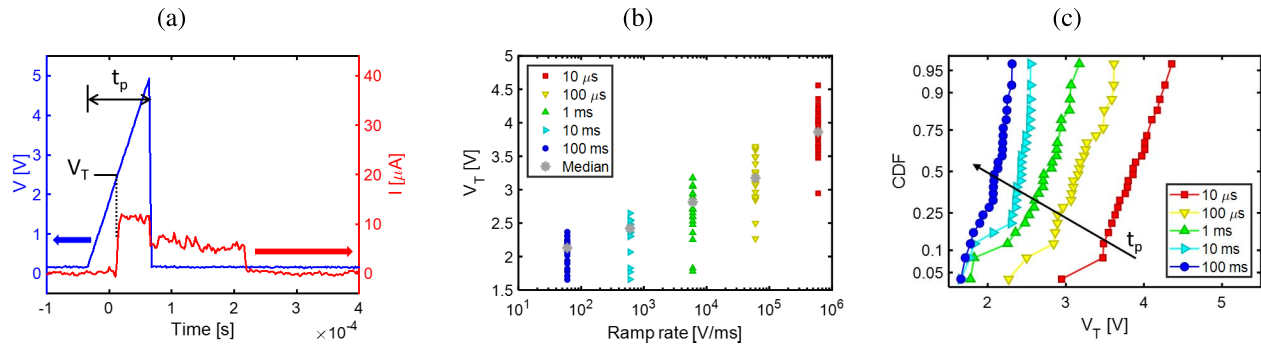 (a)
5
4
3
2
1
0
V [V]
t_p
V_T
40
30
20
10
0
I [μA]
-1
0
1
2
3
4
×10^-4
Time [s]
(b)
5
4.5
4
3.5
3
2.5
2
1.5
V_T [V]
10 μs
100 μs
1 ms
10 ms
100 ms
Median
10^1
10^2
10^3
10^4
10^5
10^6
Ramp rate [V/ms]
(c)
0.95
0.9
0.75
0.5
0.25
0.1
0.05
CDF
t_p
10 μs
100 μs
1 ms
10 ms
100 ms
2
3
4
5
V_T [V]